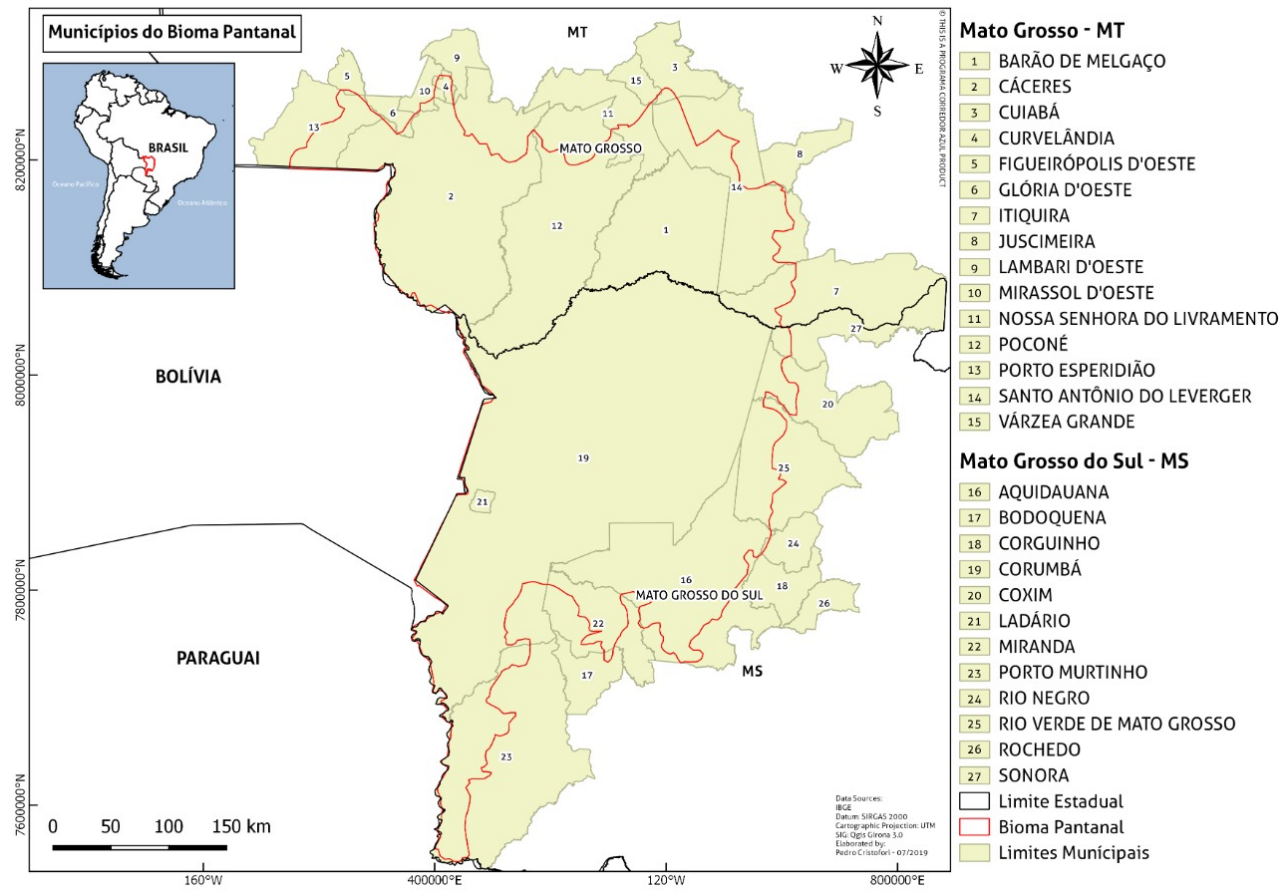 Municípios do Bioma Pantanal
BRASIL
Oceano Pacífico
Oceano Atlântico
MT
N
W
E
S
© THIS IS A PROGRAMA CORREDOR AZUL PRODUCT
5
9
10
4
6
13
15
3
11
8
MATO GROSSO
14
2
12
1
7
27
BOLÍVIA
20
19
25
21
24
16
18
26
MATO GROSSO DO SUL
22
PARAGUAI
17
MS
23
8200000°N
8000000°N
7800000°N
7600000°N
0 50 100 150 km
160°W
400000°E
120°W
800000°E
Data Sources:
IBGE
Datum: SIRGAS 2000
Cartographic Projection: UTM
SIG: Qgis Girona 3.0
Elaborated by:
Pedro Cristofori - 07/2019
Mato Grosso - MT
1 BARÃO DE MELGAÇO
2 CÁCERES
3 CUIABÁ
4 CURVELÂNDIA
5 FIGUEIRÓPOLIS D'OESTE
6 GLÓRIA D'OESTE
7 ITIQUIRA
8 JUSCIMEIRA
9 LAMBARI D'OESTE
10 MIRASSOL D'OESTE
11 NOSSA SENHORA DO LIVRAMENTO
12 POCONÉ
13 PORTO ESPERIDIÃO
14 SANTO ANTÔNIO DO LEVERGER
15 VÁRZEA GRANDE
Mato Grosso do Sul - MS
16 AQUIDAUANA
17 BODOQUENA
18 CORGUINHO
19 CORUMBÁ
20 COXIM
21 LADÁRIO
22 MIRANDA
23 PORTO MURTINHO
24 RIO NEGRO
25 RIO VERDE DE MATO GROSSO
26 ROCHEDO
27 SONORA
Limite Estadual
Bioma Pantanal
Limites Munícipais